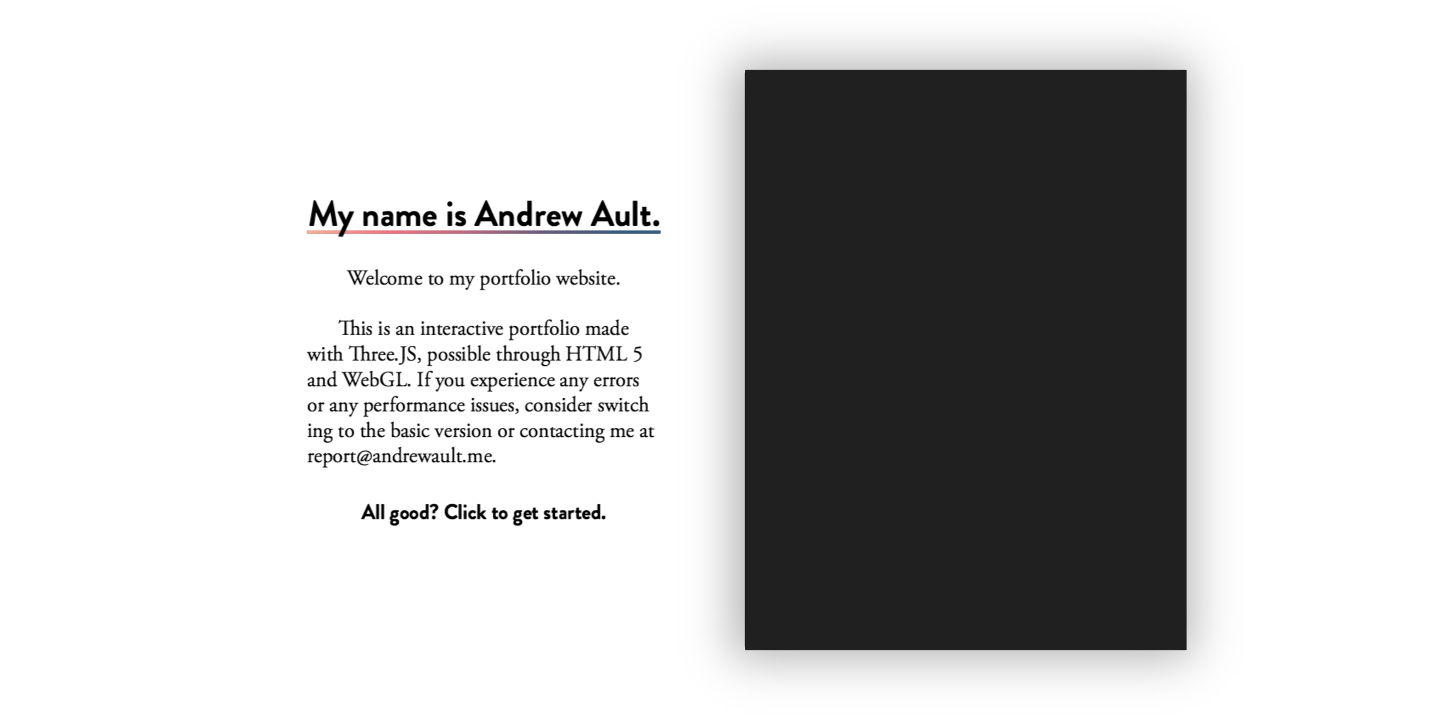 My name is Andrew Ault.
Welcome to my portfolio website.
This is an interactive portfolio made
with Three.JS, possible through HTML 5
and WebGL. If you experience any errors
or any performance issues, consider switch
ing to the basic version or contacting me at
report@andrewault.me.
All good? Click to get started.